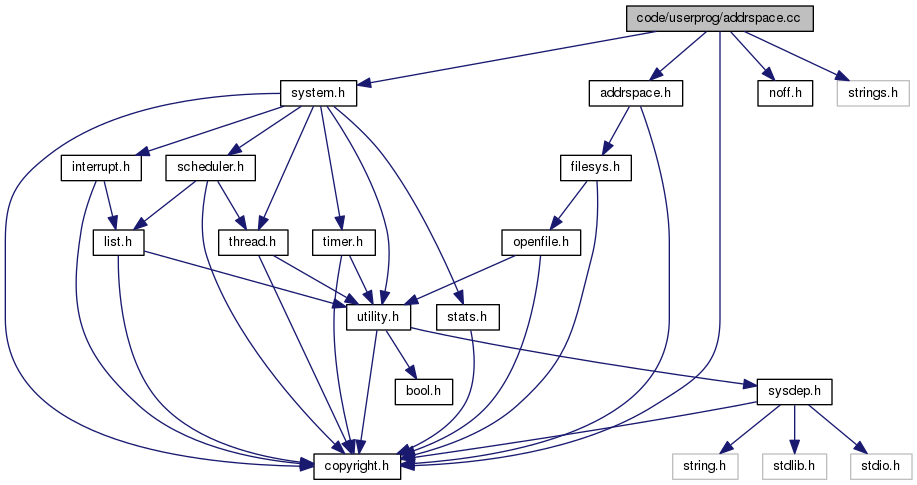 code/userprog/addrspace.cc
system.h
addrspace.h
noff.h
strings.h
interrupt.h
scheduler.h
filesys.h
list.h
thread.h
timer.h
openfile.h
utility.h
stats.h
bool.h
sysdep.h
copyright.h
string.h
stdlib.h
stdio.h